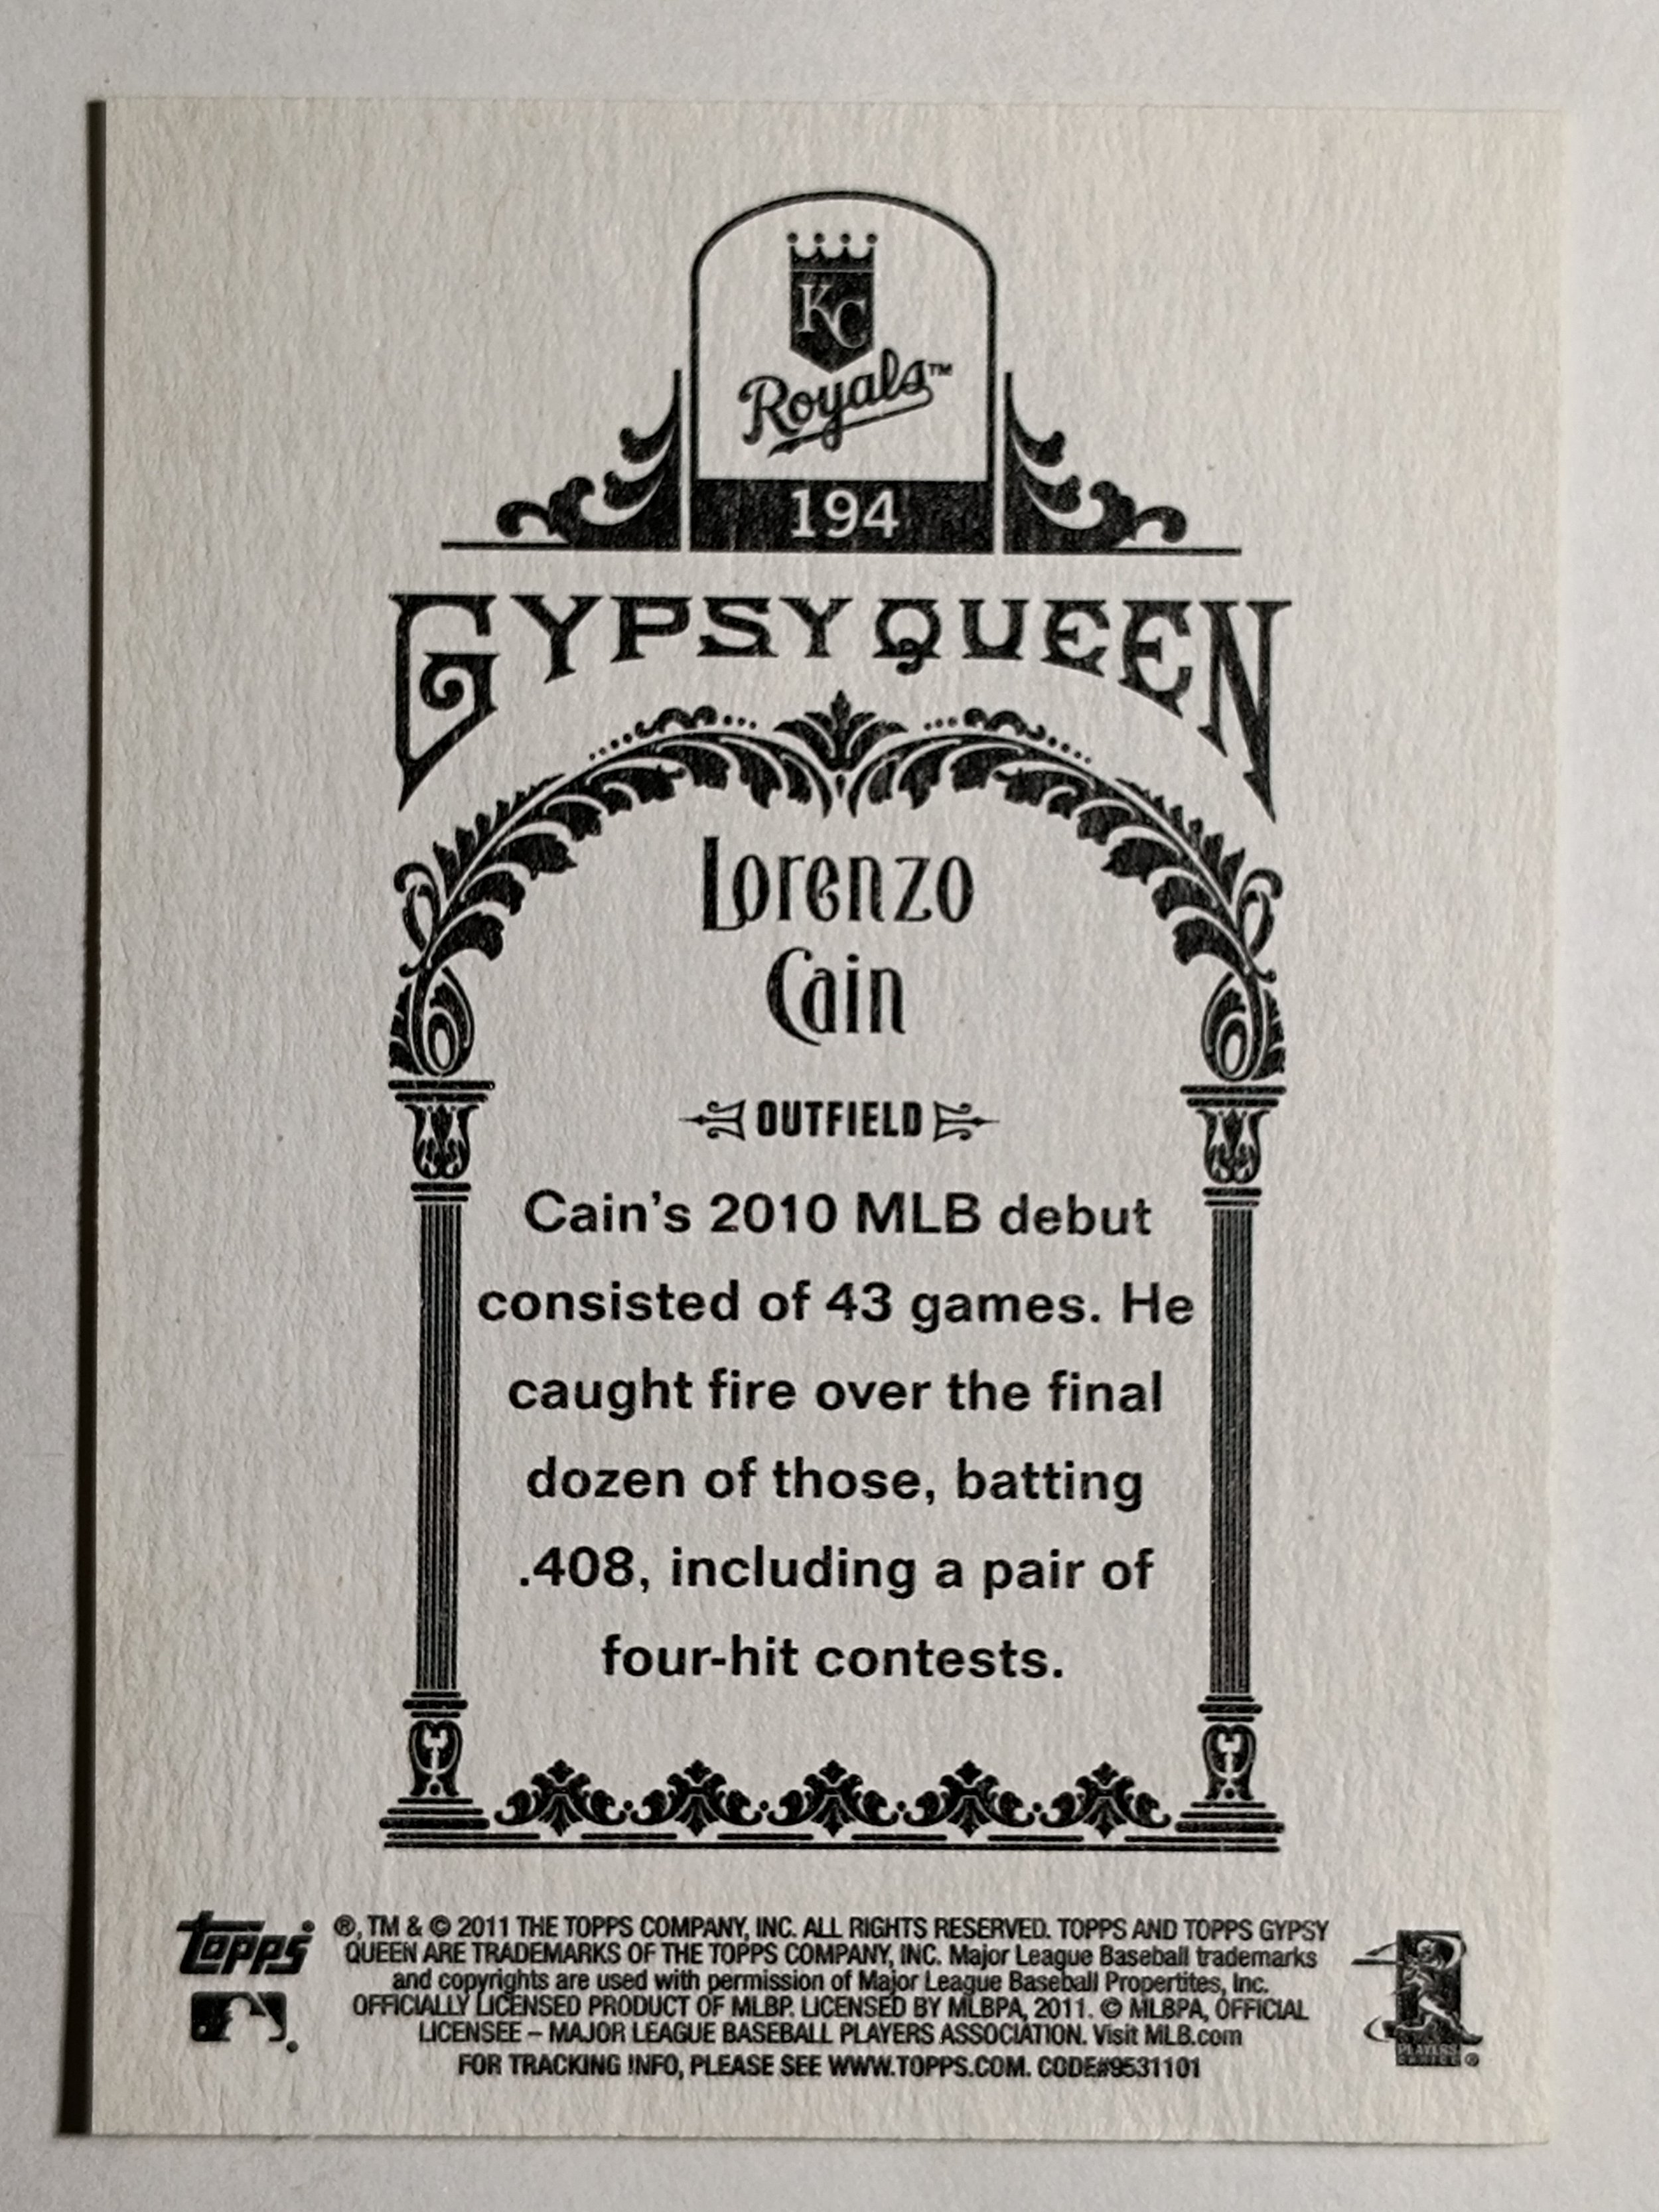 KC
Royals™
194
GYPSY QUEEN
Lorenzo
Cain
OUTFIELD
Cain's 2010 MLB debut
consisted of 43 games. He
caught fire over the final
dozen of those, batting
.408, including a pair of
four-hit contests.
topps
®, TM & © 2011 THE TOPPS COMPANY, INC. ALL RIGHTS RESERVED. TOPPS AND TOPPS GYPSY
QUEEN ARE TRADEMARKS OF THE TOPPS COMPANY, INC. Major League Baseball trademarks
and copyrights are used with permission of Major League Baseball Propertites, Inc.
OFFICIALLY LICENSED PRODUCT OF MLBP. LICENSED BY MLBPA, 2011. © MLBPA, OFFICIAL
LICENSEE – MAJOR LEAGUE BASEBALL PLAYERS ASSOCIATION. Visit MLB.com
FOR TRACKING INFO, PLEASE SEE WWW.TOPPS.COM. CODE#9531101
PLAYERS